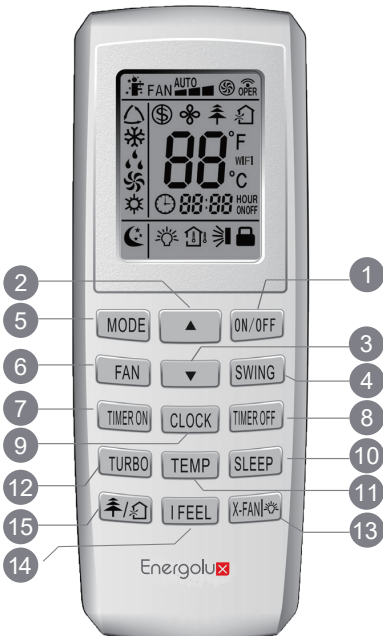 FAN AUTO OPER
88 °F
WIFI
°C
88:88 HOUR
ONOFF
2 1
5 MODE ▲ ON/OFF
3
6 FAN ▼ SWING
4
7 TIMER ON CLOCK TIMER OFF
8
9 10
12 TURBO TEMP SLEEP
11
15 I FEEL X-FAN
13
14
Energolux